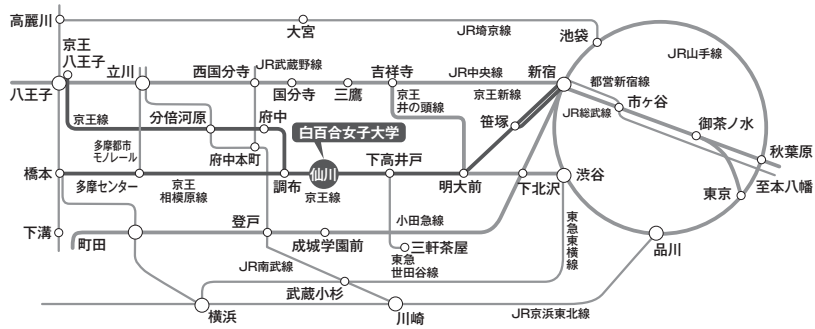 高麗川
大宮
JR埼京線
池袋
京王
八王子
立川
西国分寺
JR武蔵野線
吉祥寺
JR中央線
新宿
JR山手線
八王子
国分寺
三鷹
京王
井の頭線
京王新線
都営新宿線
市ヶ谷
京王線
分倍河原
府中
笹塚
JR総武線
御茶ノ水
白百合女子大学
多摩都市
モノレール
府中本町
下高井戸
秋葉原
橋本
多摩センター
京王
相模原線
調布
仙川
京王線
明大前
下北沢
渋谷
東京
至本八幡
下溝
町田
登戸
成城学園前
小田急線
三軒茶屋
東急
世田谷線
東急東横線
品川
JR南武線
武蔵小杉
横浜
川崎
JR京浜東北線